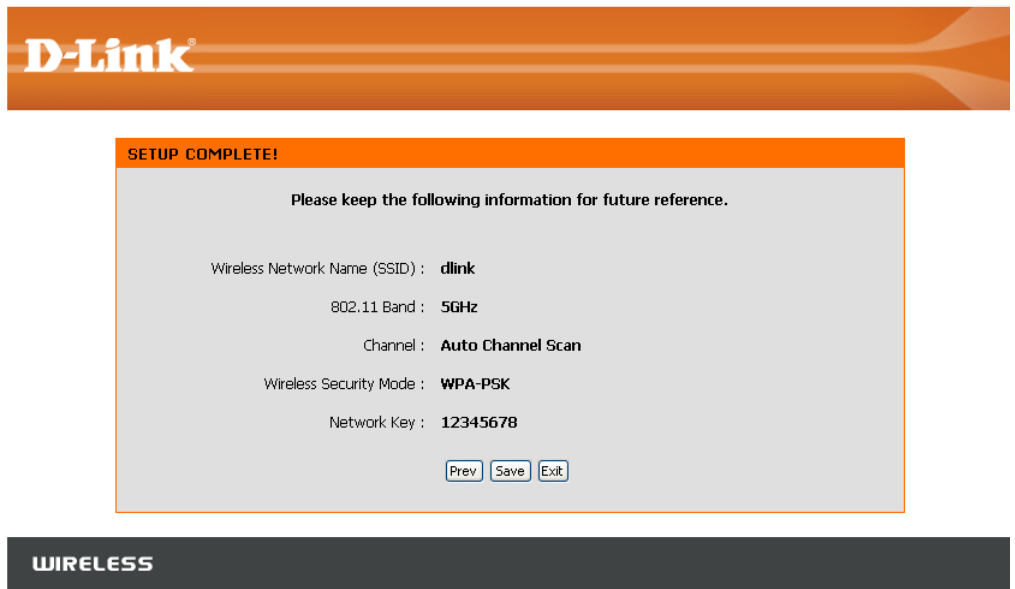 D-Link®
SETUP COMPLETE!
Please keep the following information for future reference.
Wireless Network Name (SSID) : dlink
802.11 Band : 5GHz
Channel : Auto Channel Scan
Wireless Security Mode : WPA-PSK
Network Key : 12345678
Prev Save Exit
WIRELESS